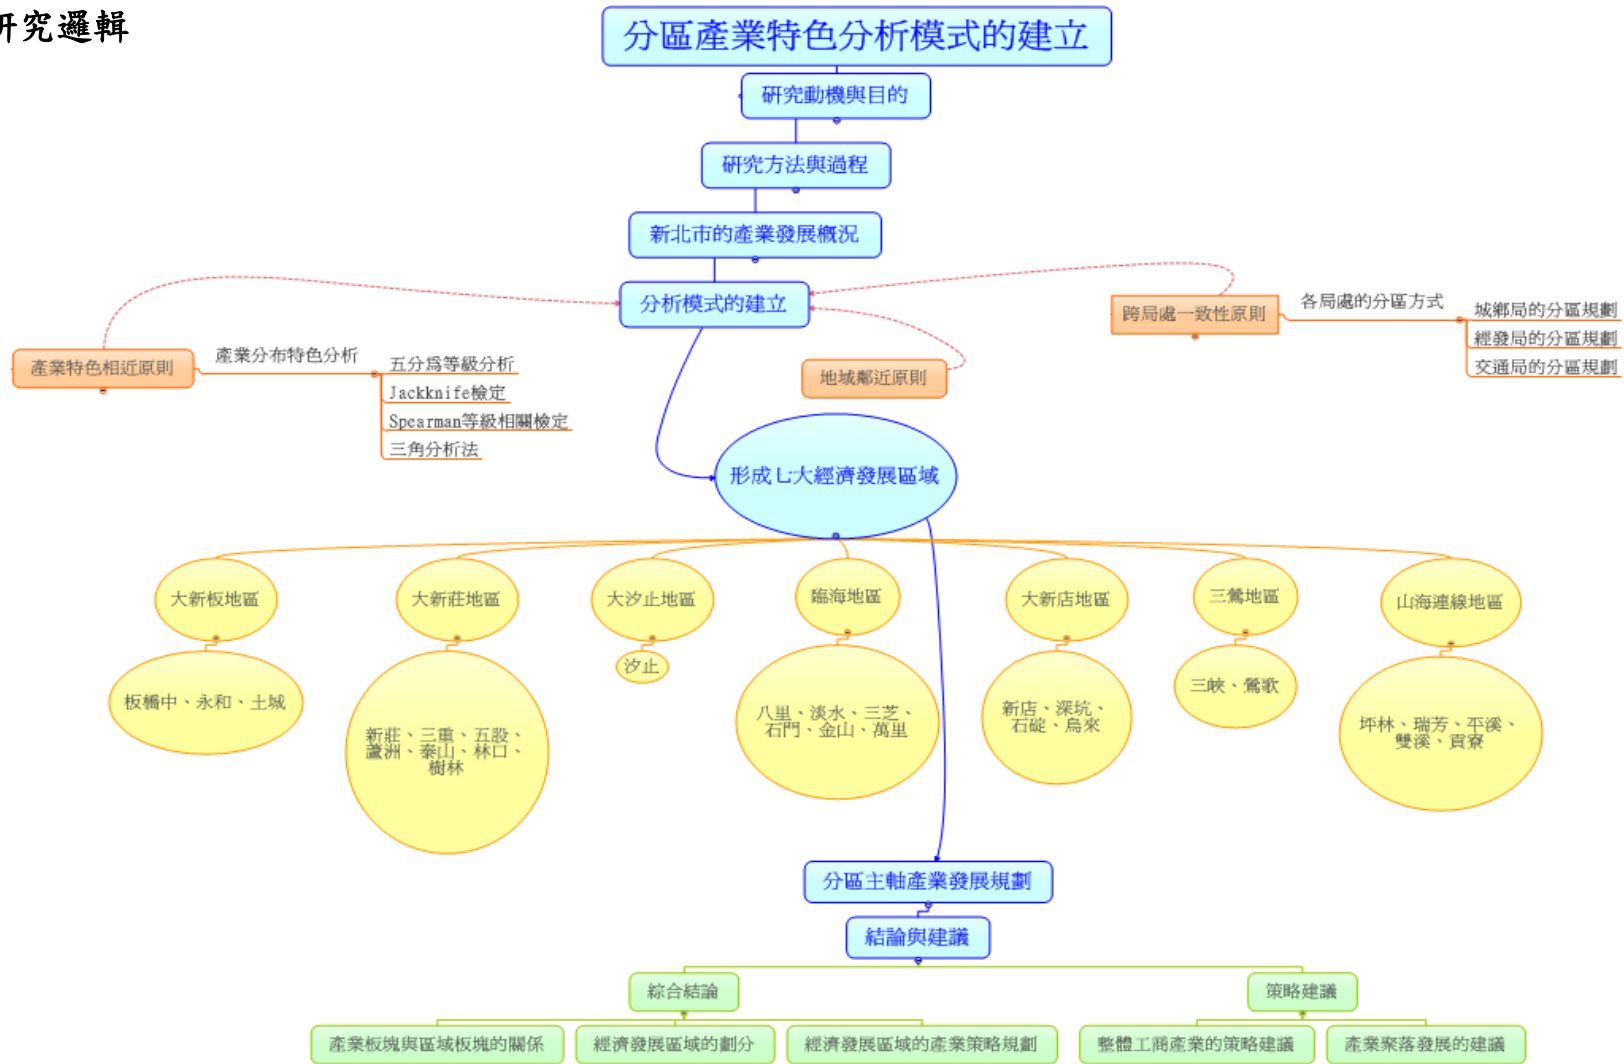 研究邏輯
分區產業特色分析模式的建立
研究動機與目的
研究方法與過程
新北市的產業發展概況
分析模式的建立
產業特色相近原則
產業分布特色分析
五分為等級分析
Jackknife檢定
Spearman等級相關檢定
三角分析法
地域鄰近原則
跨局處一致性原則
各局處的分區方式
城鄉局的分區規劃
經發局的分區規劃
交通局的分區規劃
形成七大經濟發展區域
大新板地區
大新莊地區
大汐止地區
臨海地區
大新店地區
三鶯地區
山海連線地區
板橋中、永和、土城
新莊、三重、五股、
蘆洲、泰山、林口、
樹林
汐止
八里、淡水、三芝、
石門、金山、萬里
新店、深坑、
石碇、烏來
三峽、鶯歌
坪林、瑞芳、平溪、
雙溪、貢寮
分區主軸產業發展規劃
結論與建議
綜合結論
策略建議
產業板塊與區域板塊的關係
經濟發展區域的劃分
經濟發展區域的產業策略規劃
整體工商產業的策略建議
產業聚落發展的建議